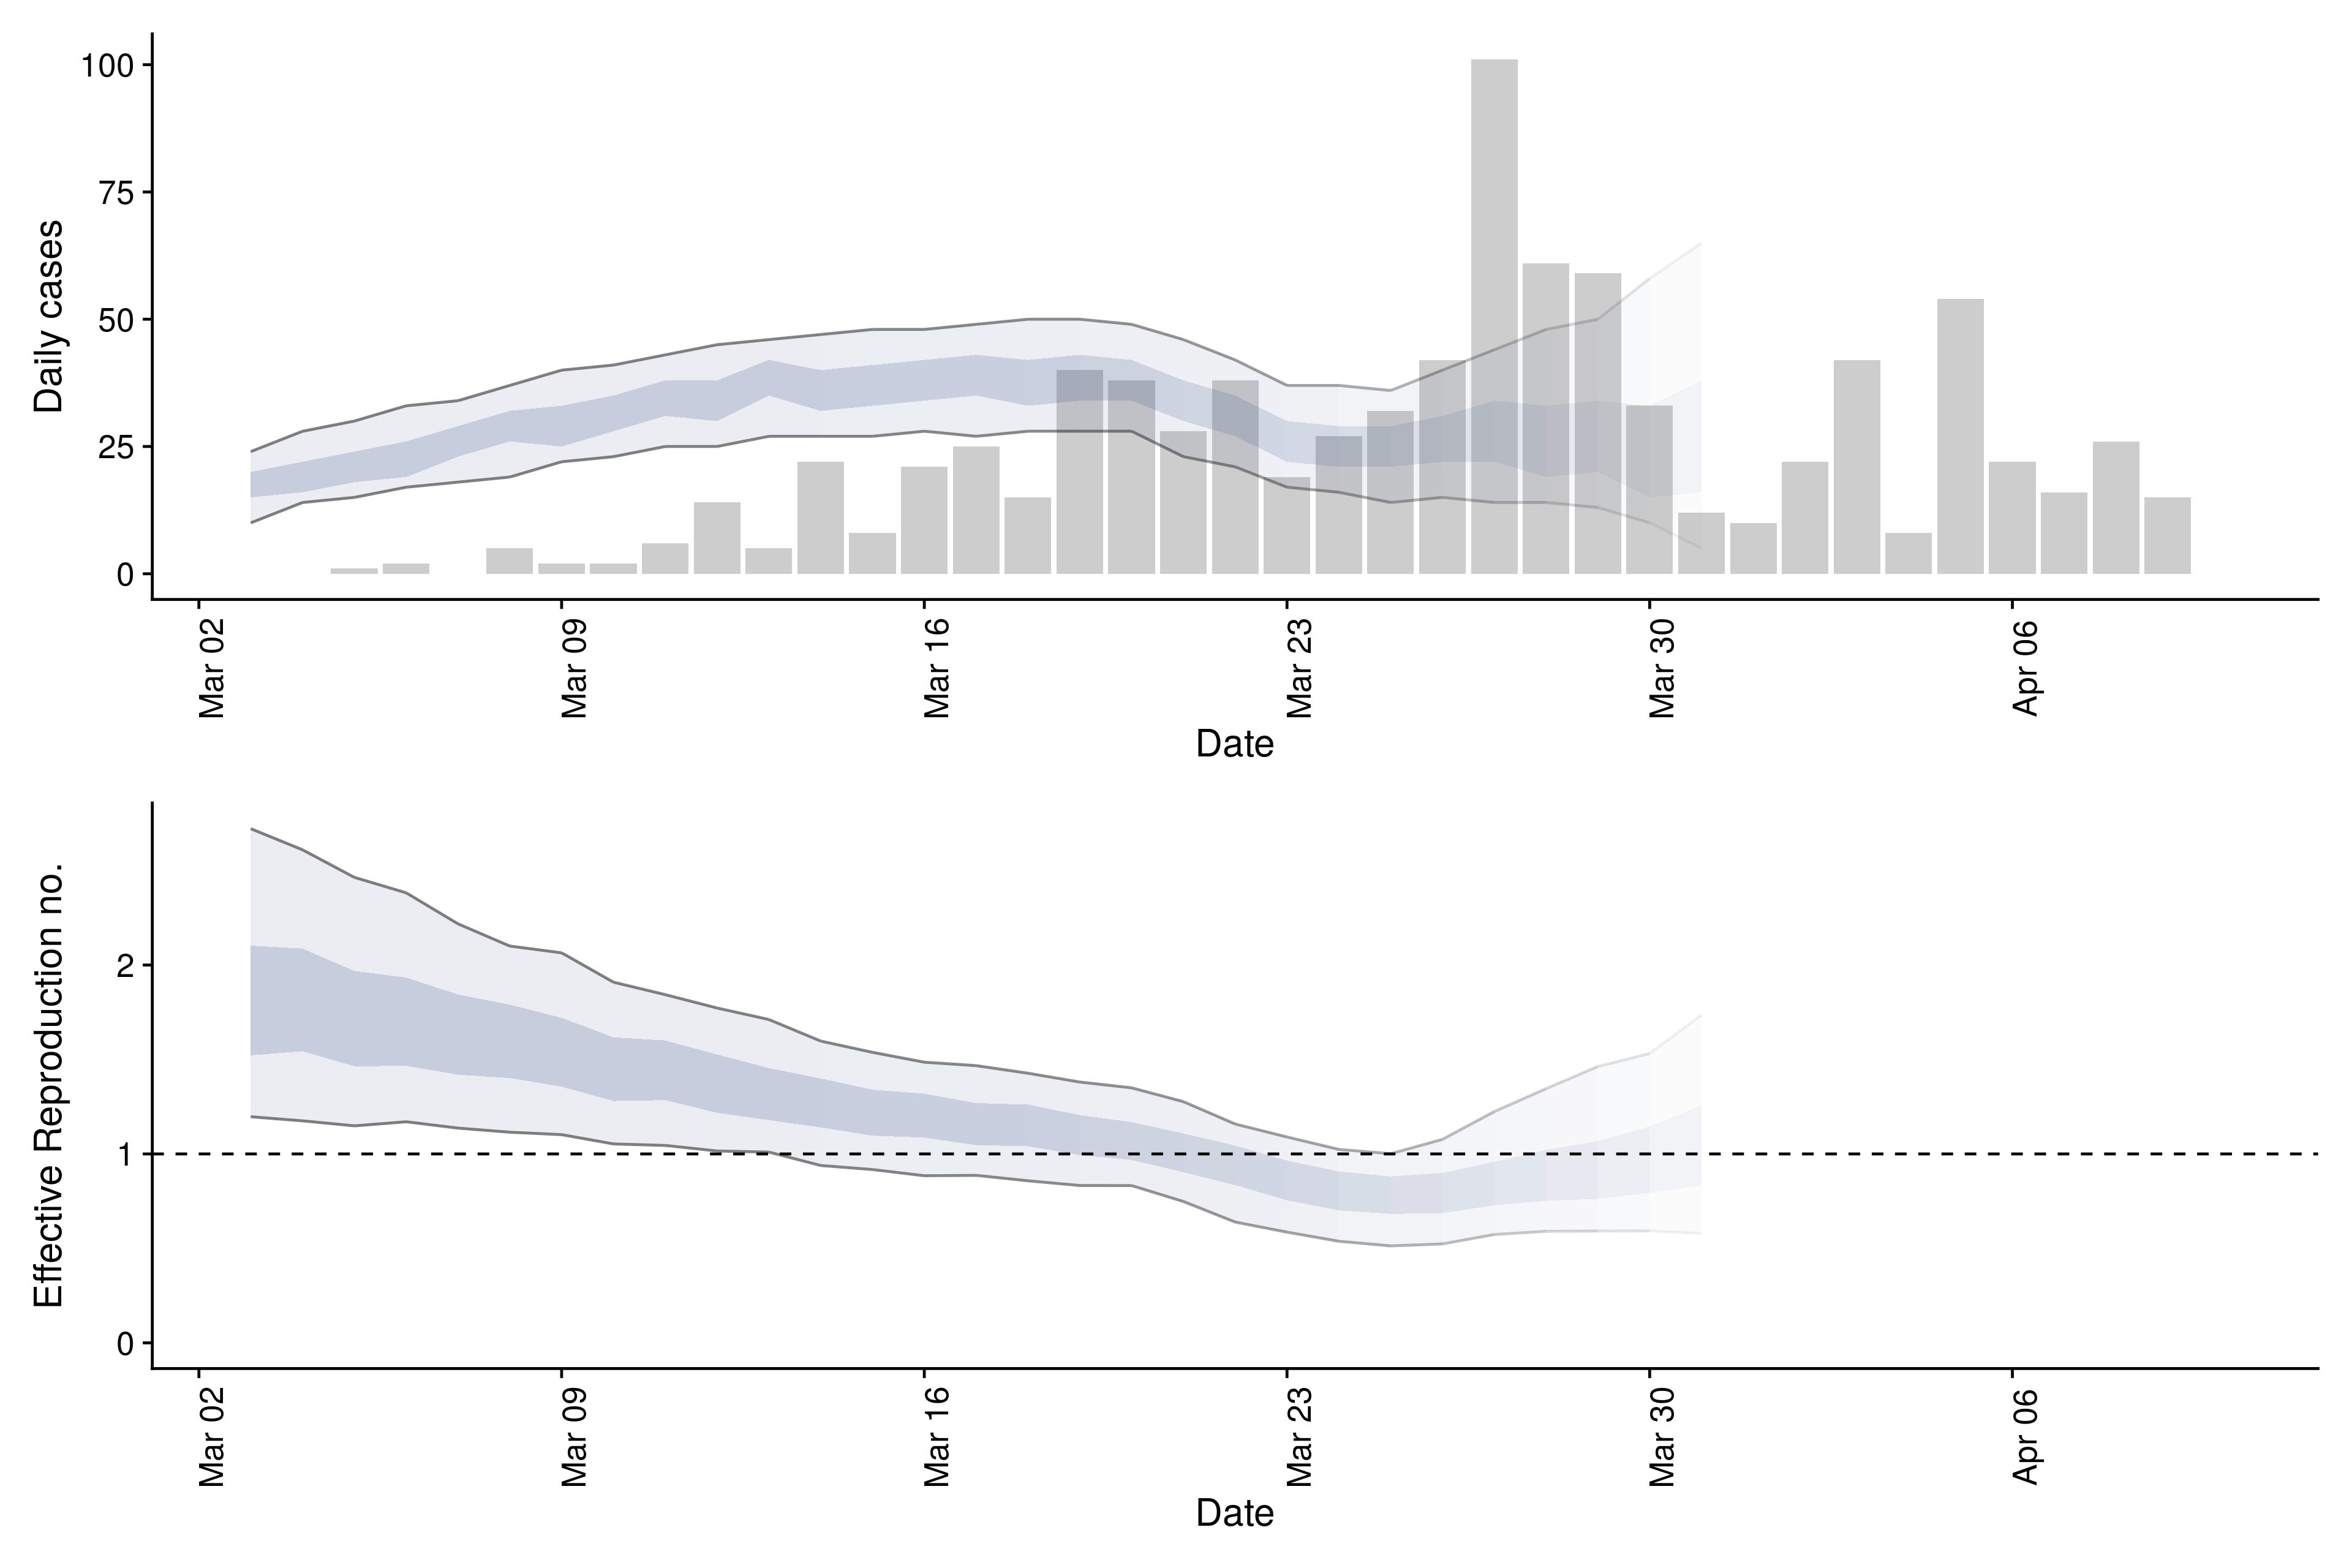 Daily cases
100
75
50
25
0
Mar 02
Mar 09
Mar 16
Mar 23
Mar 30
Apr 06
Date
Effective Reproduction no.
2
1
0
Mar 02
Mar 09
Mar 16
Mar 23
Mar 30
Apr 06
Date